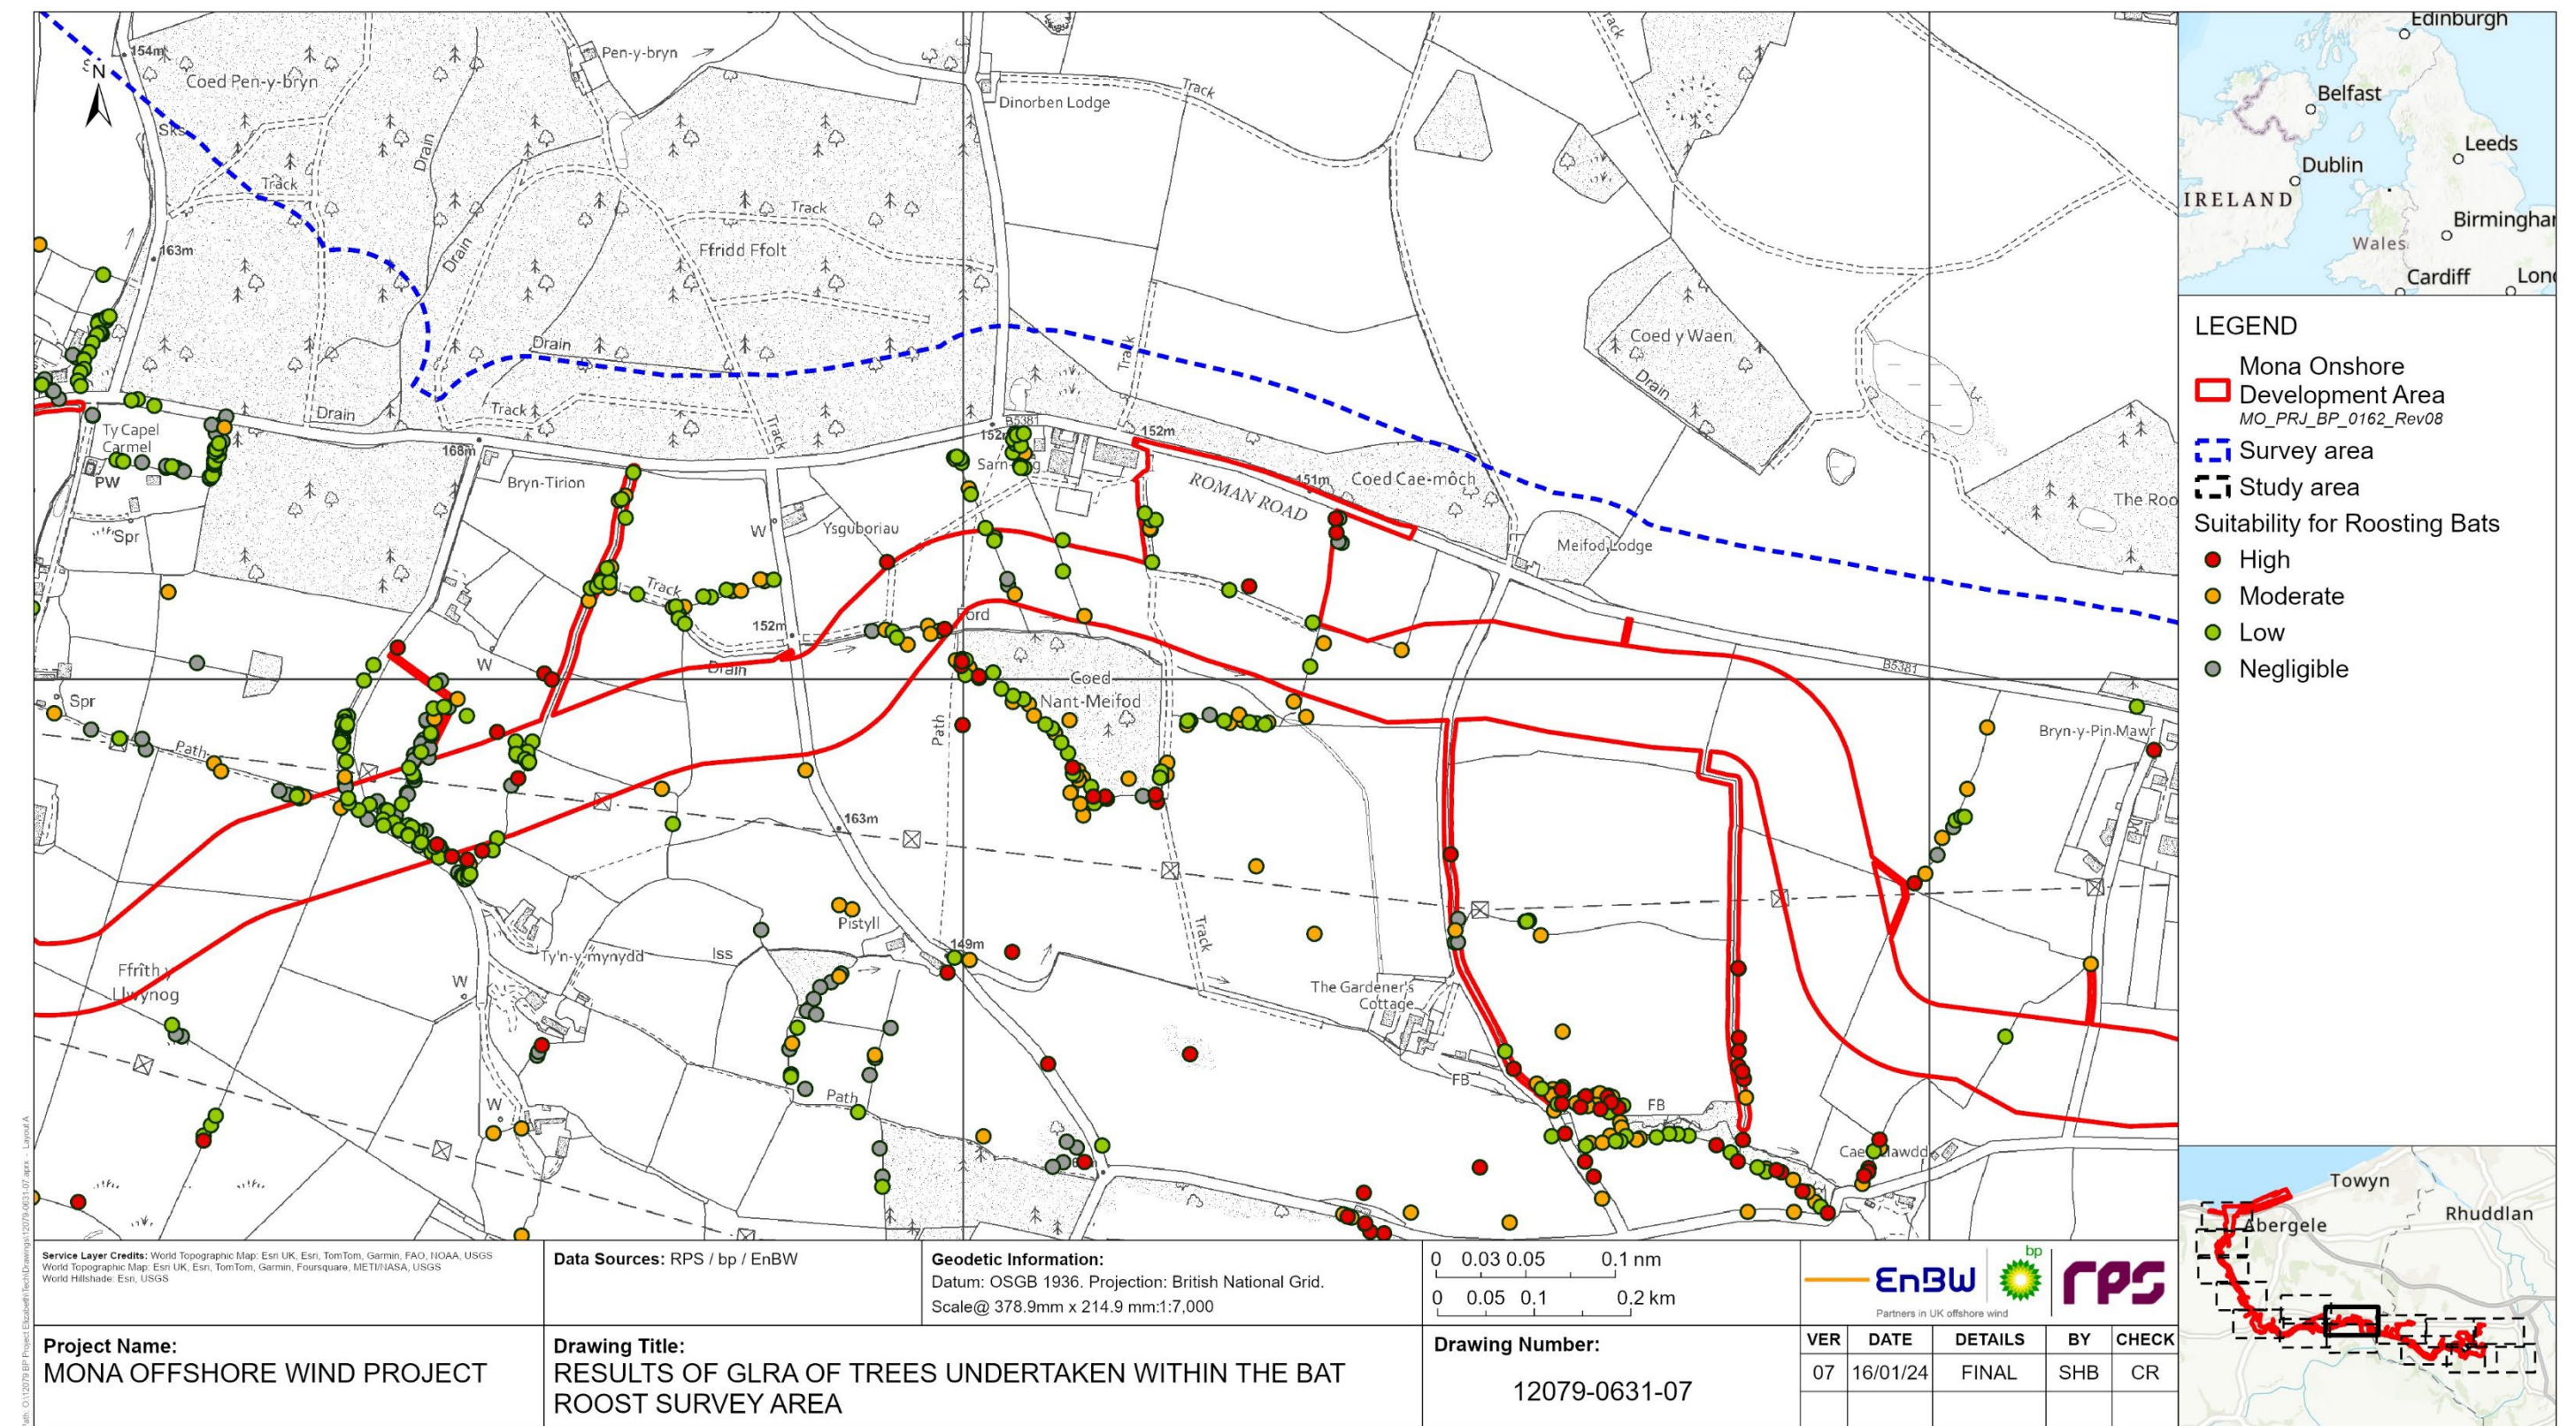 154m
N
Coed Pen-y-bryn
Pen-y-bryn
Track
Track
Edinburgh
Dinorben Lodge
Belfast
Sks
Drain
Leeds
Dublin
Track
Track
IRELAND
Birmingham
163m
Drain
Ffridd Ffolt
Wales
Cardiff
Lond
Coed y Waen
Drain
Track
Drain
LEGEND
Mona Onshore
Development Area
MO_PRJ_BP_0162_Rev08
Survey area
Study area
Suitability for Roosting Bats
High
Moderate
Low
Negligible
Drain
Track
Track
B5381
152m
152m
Ty Capel
Carmel
168m
PW
Bryn-Tirion
ROMAN ROAD
151m
Coed Cae-môch
The Roo
Spr
W
Ysguboriau
Meifod Lodge
Track
152m
Ford
W
Drain
B5381
Spr
Coed
Nant-Meifod
Path
Path
Bryn-y-Pin-Mawr
163m
Pistyll
Track
149m
Ty'n-y-mynydd
Iss
Ffrîth y
Llwynog
W
The Gardener's
Cottage
FB
Path
W
FB
Towyn
Rhuddlan
Abergele
Service Layer Credits: World Topographic Map: Esri UK, Esri, TomTom, Garmin, FAO, NOAA, USGS
World Topographic Map: Esri UK, Esri, TomTom, Garmin, Foursquare, METI/NASA, USGS
World Hillshade: Esri, USGS
Data Sources: RPS / bp / EnBW
Geodetic Information:
Datum: OSGB 1936. Projection: British National Grid.
Scale@ 378.9mm x 214.9 mm:1:7,000
0 0.03 0.05 0.1 nm
0 0.05 0.1 0.2 km
EnBW
bp
rps
Partners in UK offshore wind
Project Name:
MONA OFFSHORE WIND PROJECT
Drawing Title:
RESULTS OF GLRA OF TREES UNDERTAKEN WITHIN THE BAT
ROOST SURVEY AREA
Drawing Number:
12079-0631-07
VER DATE DETAILS BY CHECK
07 16/01/24 FINAL SHB CR